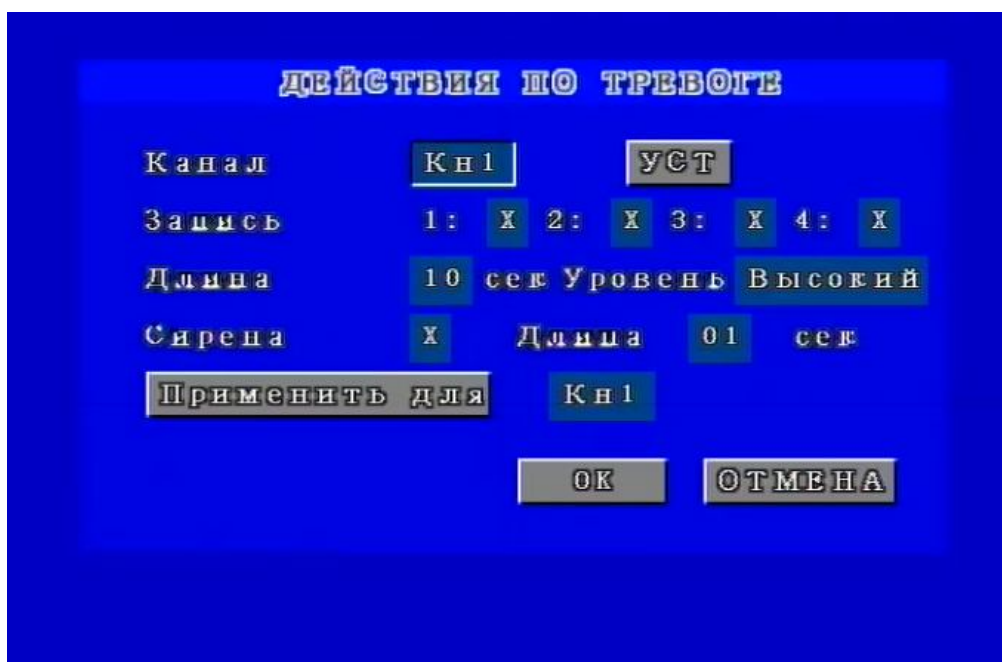 ДЕЙСТВИЯ ПО ТРЕВОГЕ
Канал Кн1 УСТ
Запись 1: X 2: X 3: X 4: X
Длина 10 сек Уровень Высокий
Сирена X Длина 01 сек
Применить для Кн1
ОК ОТМЕНА